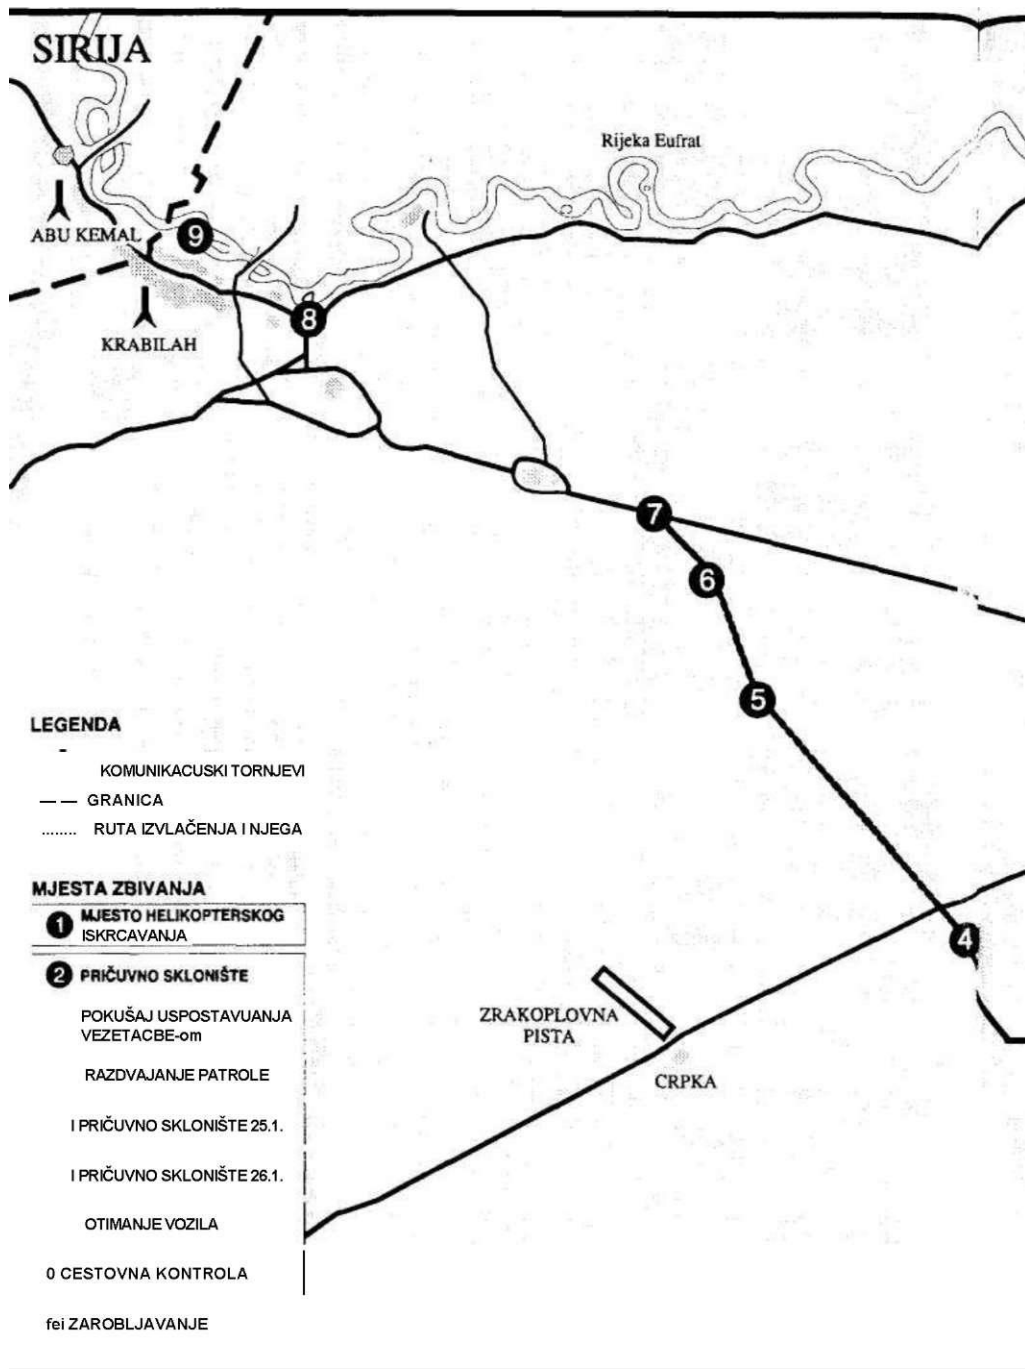 SIRIJA
Rijeka Eufrat
ABU KEMAL
9
8
KRABILAH
7
6
5
4
LEGENDA
KOMUNIKACUSKI TORNJEVI
GRANICA
RUTA IZVLAČENJA I NJEGA
MJESTA ZBIVANJA
1 MJESTO HELIKOPTERSKOG
ISKRCAVANJA
2 PRIČUVNO SKLONIŠTE
POKUŠAJ USPOSTAVUANJA
VEZETACBE-om
RAZDVAJANJE PATROLE
I PRIČUVNO SKLONIŠTE 25.1.
I PRIČUVNO SKLONIŠTE 26.1.
OTIMANJE VOZILA
0 CESTOVNA KONTROLA
fei ZAROBLJAVANJE
ZRAKOPLOVNA
PISTA
CRPKA